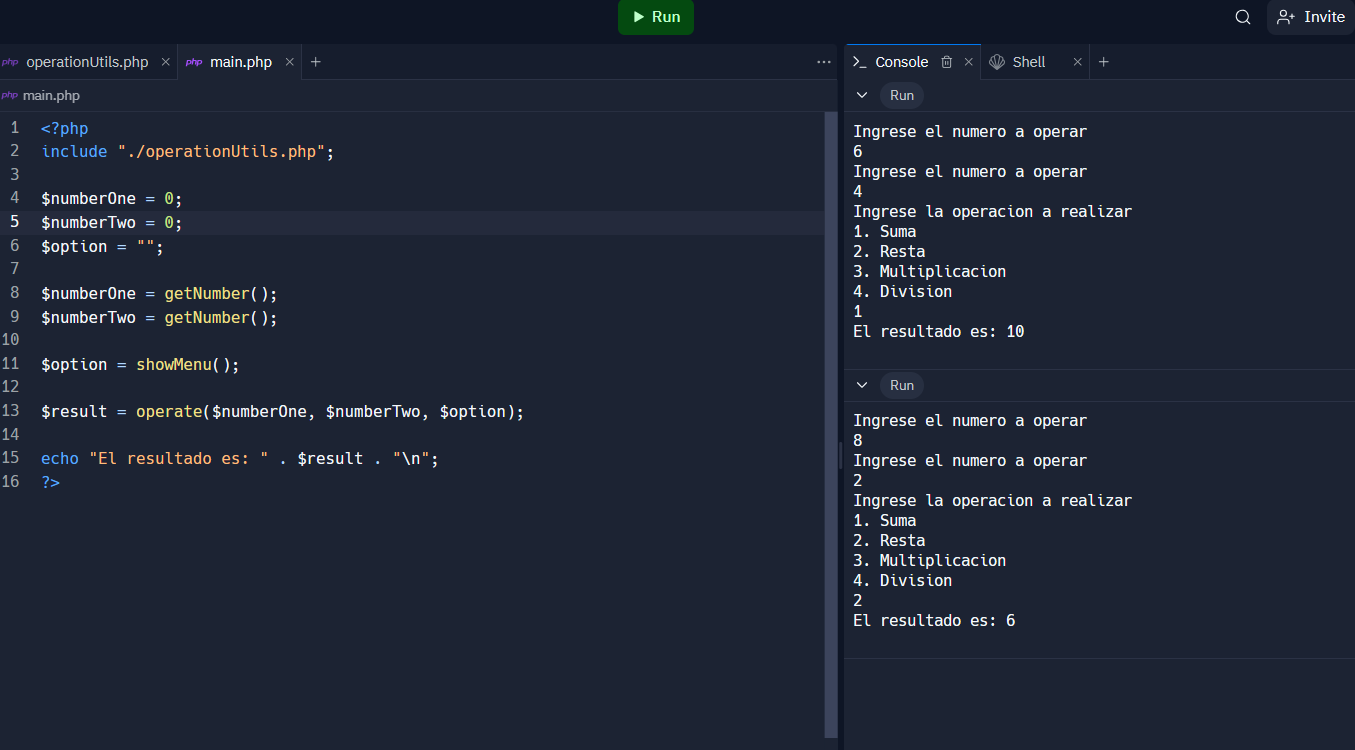 Run
Invite
php operationUtils.php
php main.php
Console
Shell
php main.php
1 <?php
2 include "./operationUtils.php";
3
4 $numberOne = 0;
5 $numberTwo = 0;
6 $option = "";
7
8 $numberOne = getNumber();
9 $numberTwo = getNumber();
10
11 $option = showMenu();
12
13 $result = operate($numberOne, $numberTwo, $option);
14
15 echo "El resultado es: " . $result . "\n";
16 ?>
Run
Ingrese el numero a operar
6
Ingrese el numero a operar
4
Ingrese la operacion a realizar
1. Suma
2. Resta
3. Multiplicacion
4. Division
1
El resultado es: 10
Run
Ingrese el numero a operar
8
Ingrese el numero a operar
2
Ingrese la operacion a realizar
1. Suma
2. Resta
3. Multiplicacion
4. Division
2
El resultado es: 6